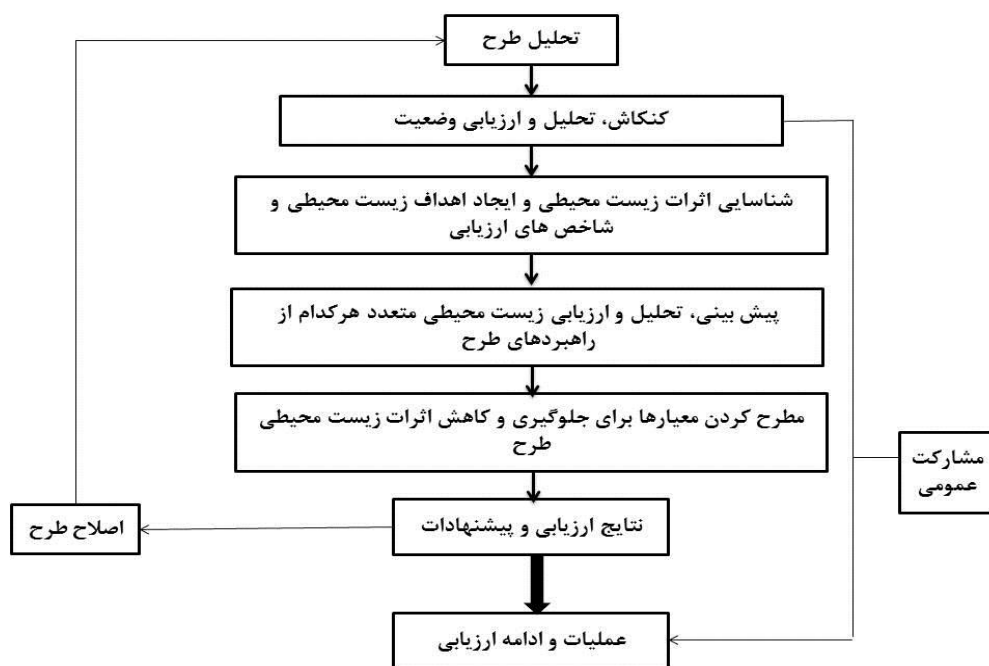 تحلیل طرح
کنکاش، تحلیل و ارزیابی وضعیت
شناسایی اثرات زیست محیطی و ایجاد اهداف زیست محیطی و
شاخص های ارزیابی
پیش بینی، تحلیل و ارزیابی زیست محیطی متعدد هرکدام از
راهبردهای طرح
مطرح کردن معیارها برای جلوگیری و کاهش اثرات زیست محیطی
طرح
مشارکت
عمومی
نتایج ارزیابی و پیشنهادات
اصلاح طرح
عملیات و ادامه ارزیابی